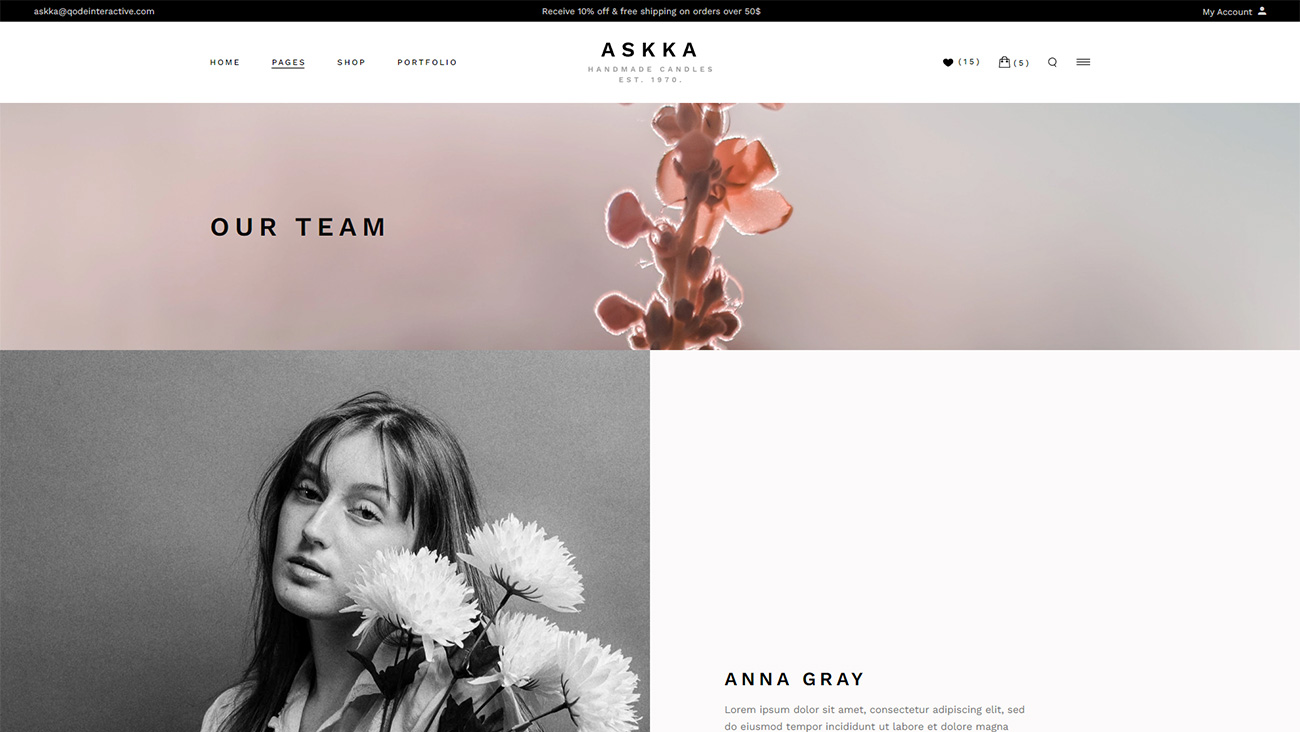 askka@qodeinteractive.com
Receive 10% off & free shipping on orders over 50$
My Account
HOME
PAGES
SHOP
PORTFOLIO
ASKKA
HANDMADE CANDLES
EST. 1970.
(15)
(5)
OUR TEAM
ANNA GRAY
Lorem ipsum dolor sit amet, consectetur adipiscing elit, sed
do eiusmod tempor incididunt ut labore et dolore magna